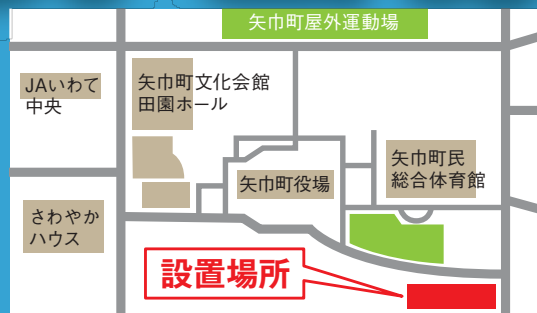 矢巾町屋外運動場
JAいわて
中央
矢巾町文化会館
田園ホール
矢巾町役場
矢巾町民
総合体育館
さわやか
ハウス
設置場所